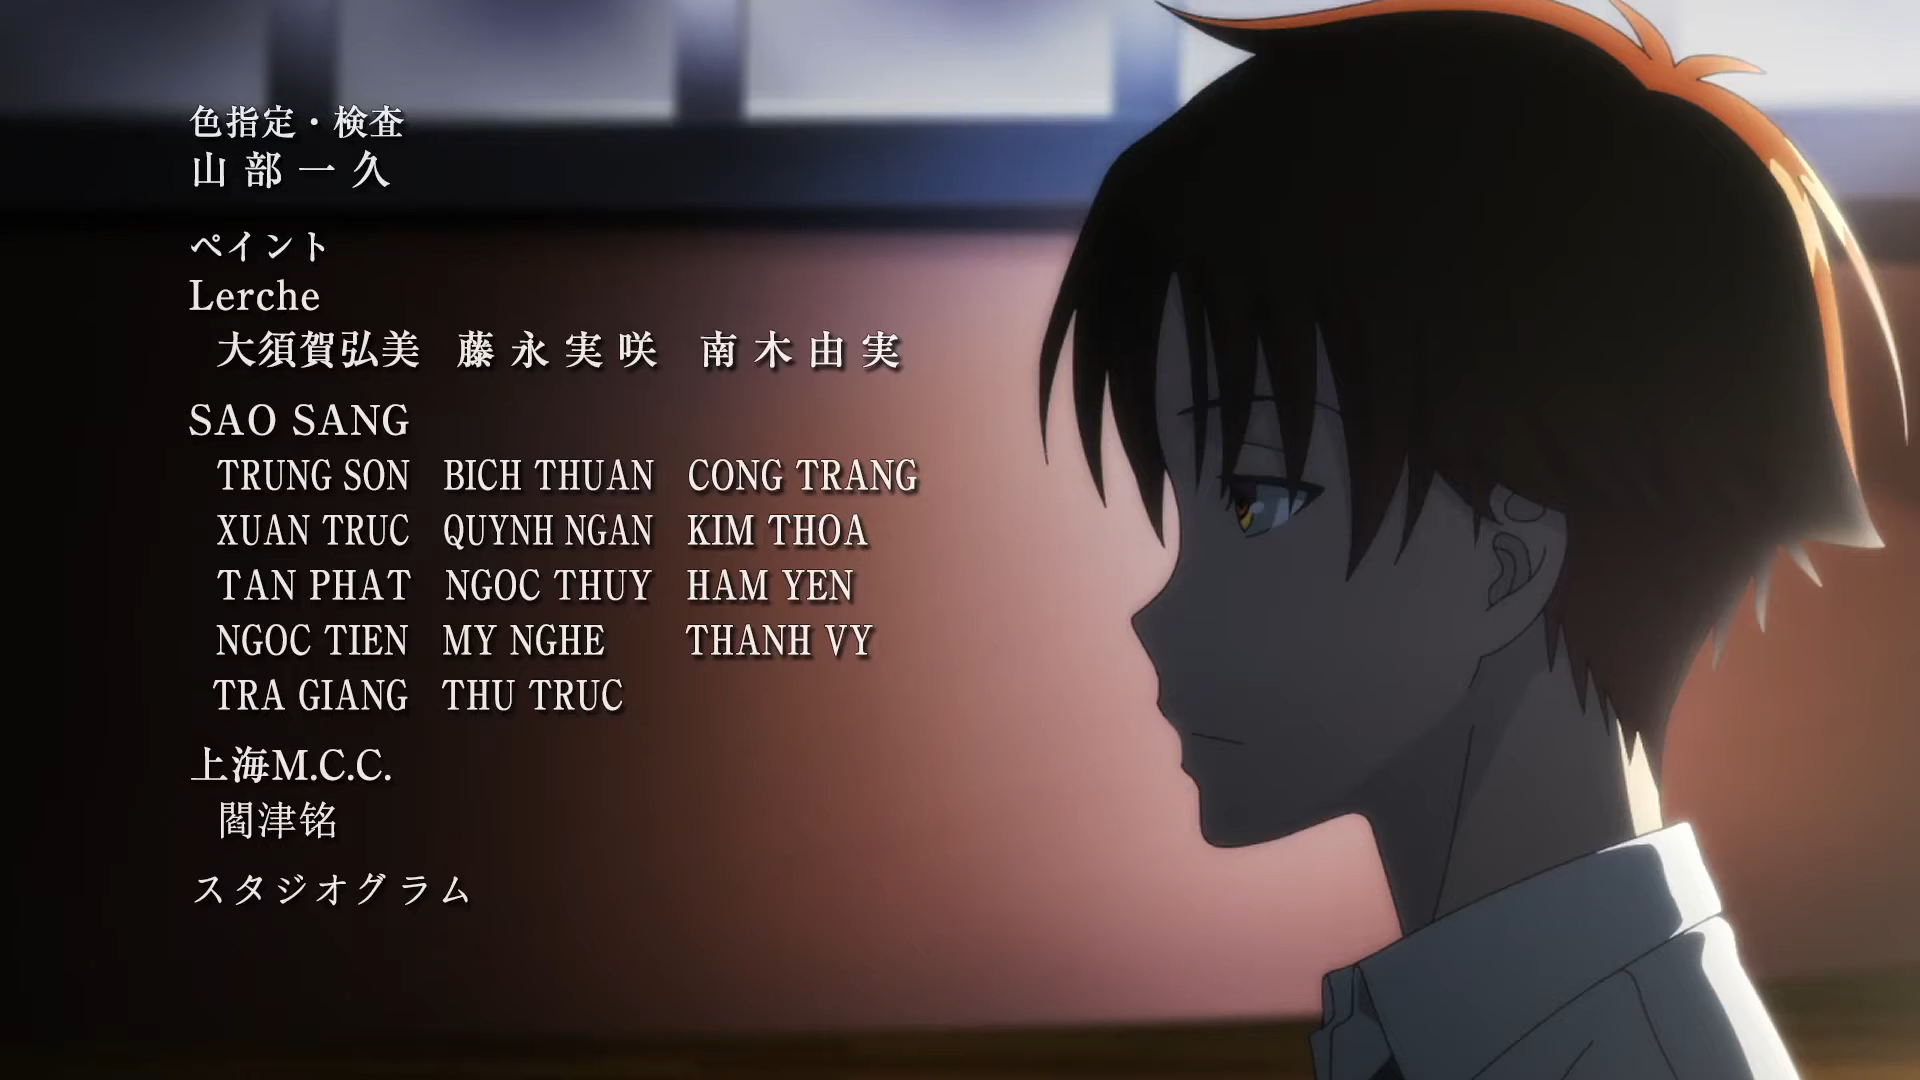 色指定・検査
山部一久
ペイント
Lerche
大須賀弘美 藤永実咲 南木由実
SAO SANG
TRUNG SON BICH THUAN CONG TRANG
XUAN TRUC QUYNH NGAN KIM THOA
TAN PHAT NGOC THUY HAM YEN
NGOC TIEN MY NGHE THANH VY
TRA GIANG THU TRUC
上海M.C.C.
閻津铭
スタジオグラム